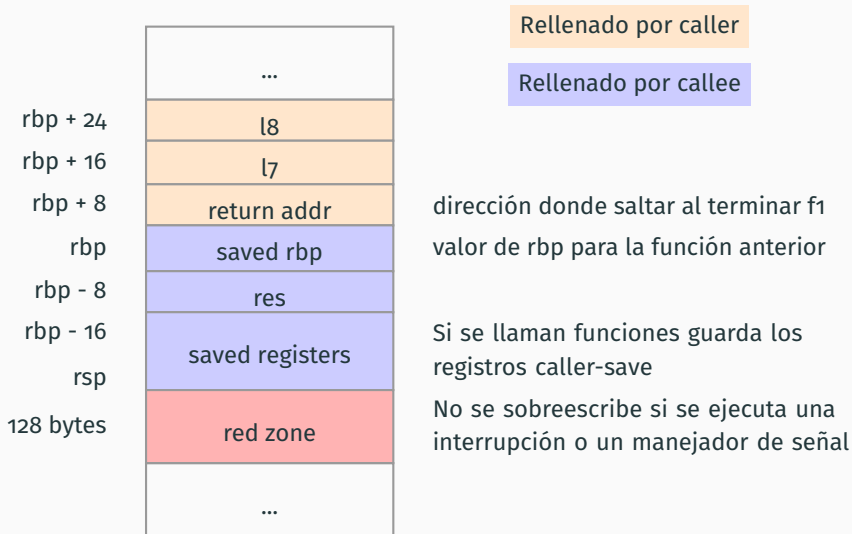 Rellenado por caller
Rellenado por callee
...
rbp + 24
l8
rbp + 16
l7
rbp + 8
return addr
dirección donde saltar al terminar f1
rbp
saved rbp
valor de rbp para la función anterior
rbp - 8
res
rbp - 16
saved registers
rsp
Si se llaman funciones guarda los
registros caller-save
128 bytes
red zone
No se sobreescribe si se ejecuta una
interrupción o un manejador de señal
...